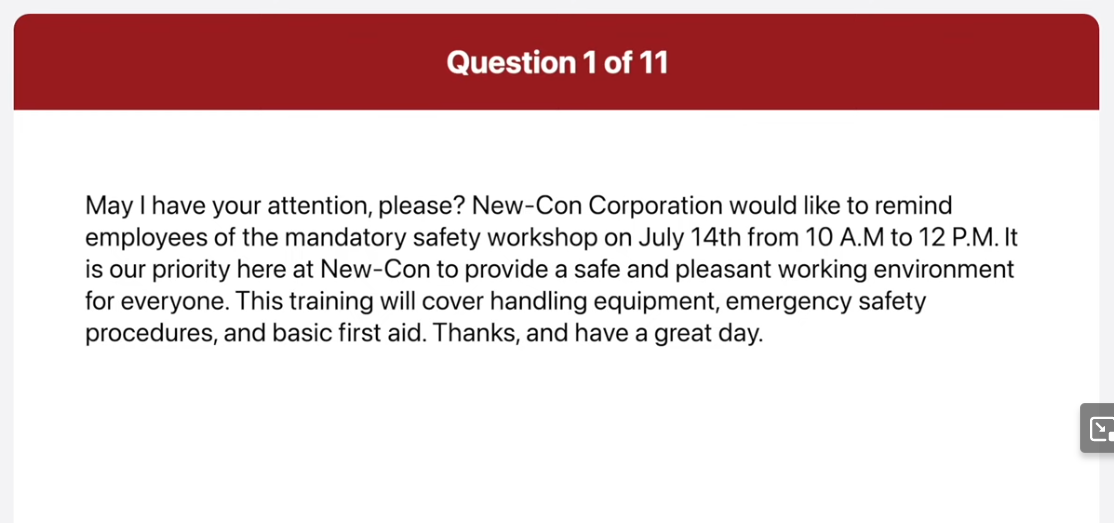 Question 1 of 11
May I have your attention, please? New-Con Corporation would like to remind
employees of the mandatory safety workshop on July 14th from 10 A.M to 12 P.M. It
is our priority here at New-Con to provide a safe and pleasant working environment
for everyone. This training will cover handling equipment, emergency safety
procedures, and basic first aid. Thanks, and have a great day.